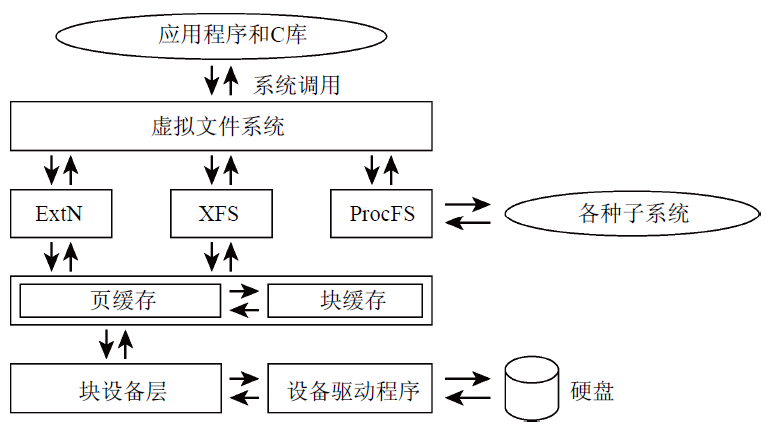 应用程序和C库
系统调用
虚拟文件系统
ExtN
XFS
ProcFS
各种子系统
页缓存
块缓存
块设备层
设备驱动程序
硬盘